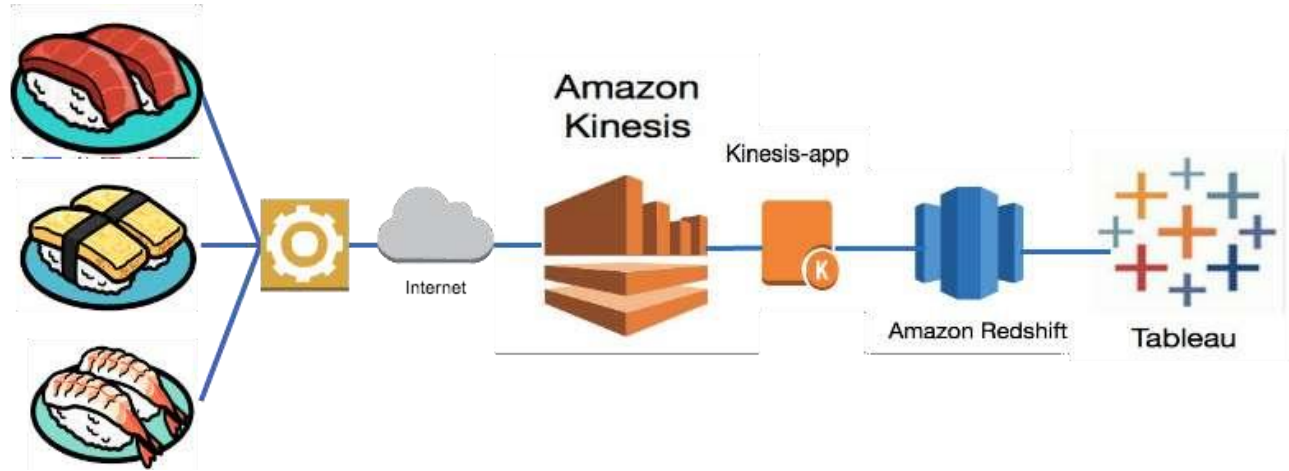 Amazon
Kinesis
Kinesis-app
K
Internet
Amazon Redshift
Tableau